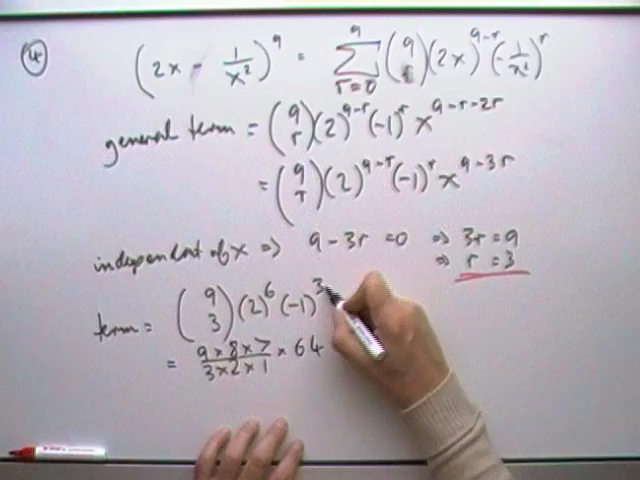 ④ (2x - 1/x²)⁹ = Σ_{r=0}^{9} (9 r) (2x)^{9-r} (-1/x²)^r
general term = (9 r) (2)^{9-r} (-1)^r x^{9-r-2r}
= (9 r) (2)^{9-r} (-1)^r x^{9-3r}
independent of x ⇒ 9 - 3r = 0 ⇒ 3r = 9
⇒ r = 3
term = (9 3) (2)^6 (-1)^3
= (9 × 8 × 7)/(3 × 2 × 1) × 64